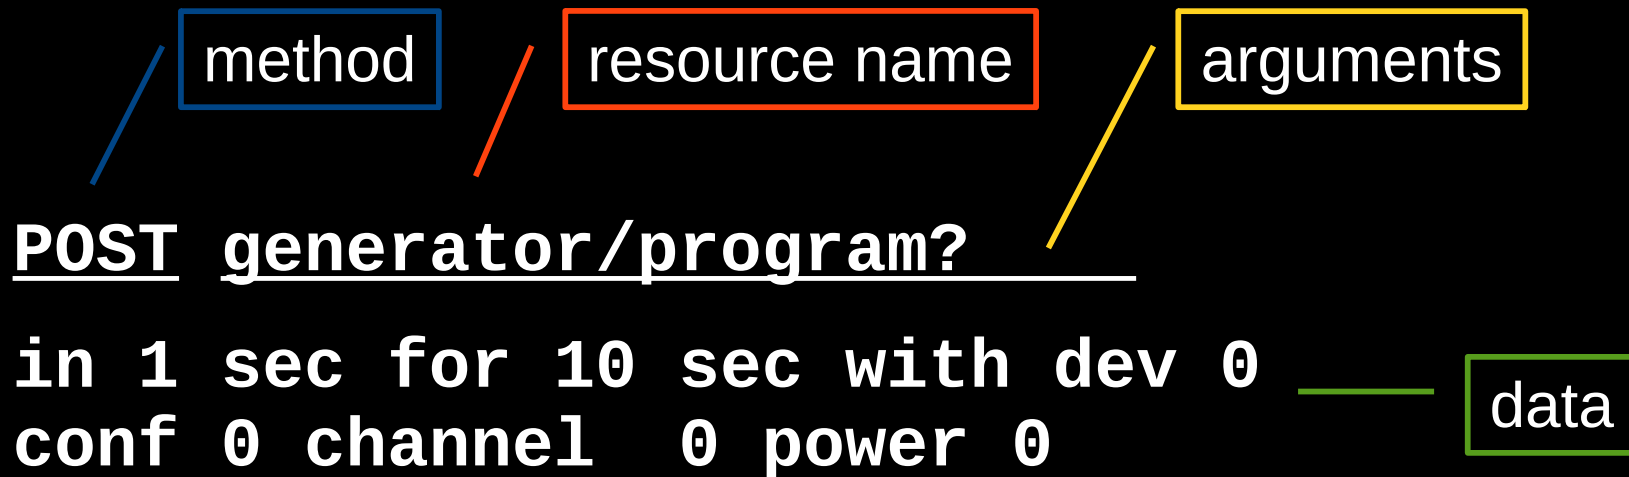 method resource name arguments
POST generator/program?
in 1 sec for 10 sec with dev 0
data
conf 0 channel  0 power 0